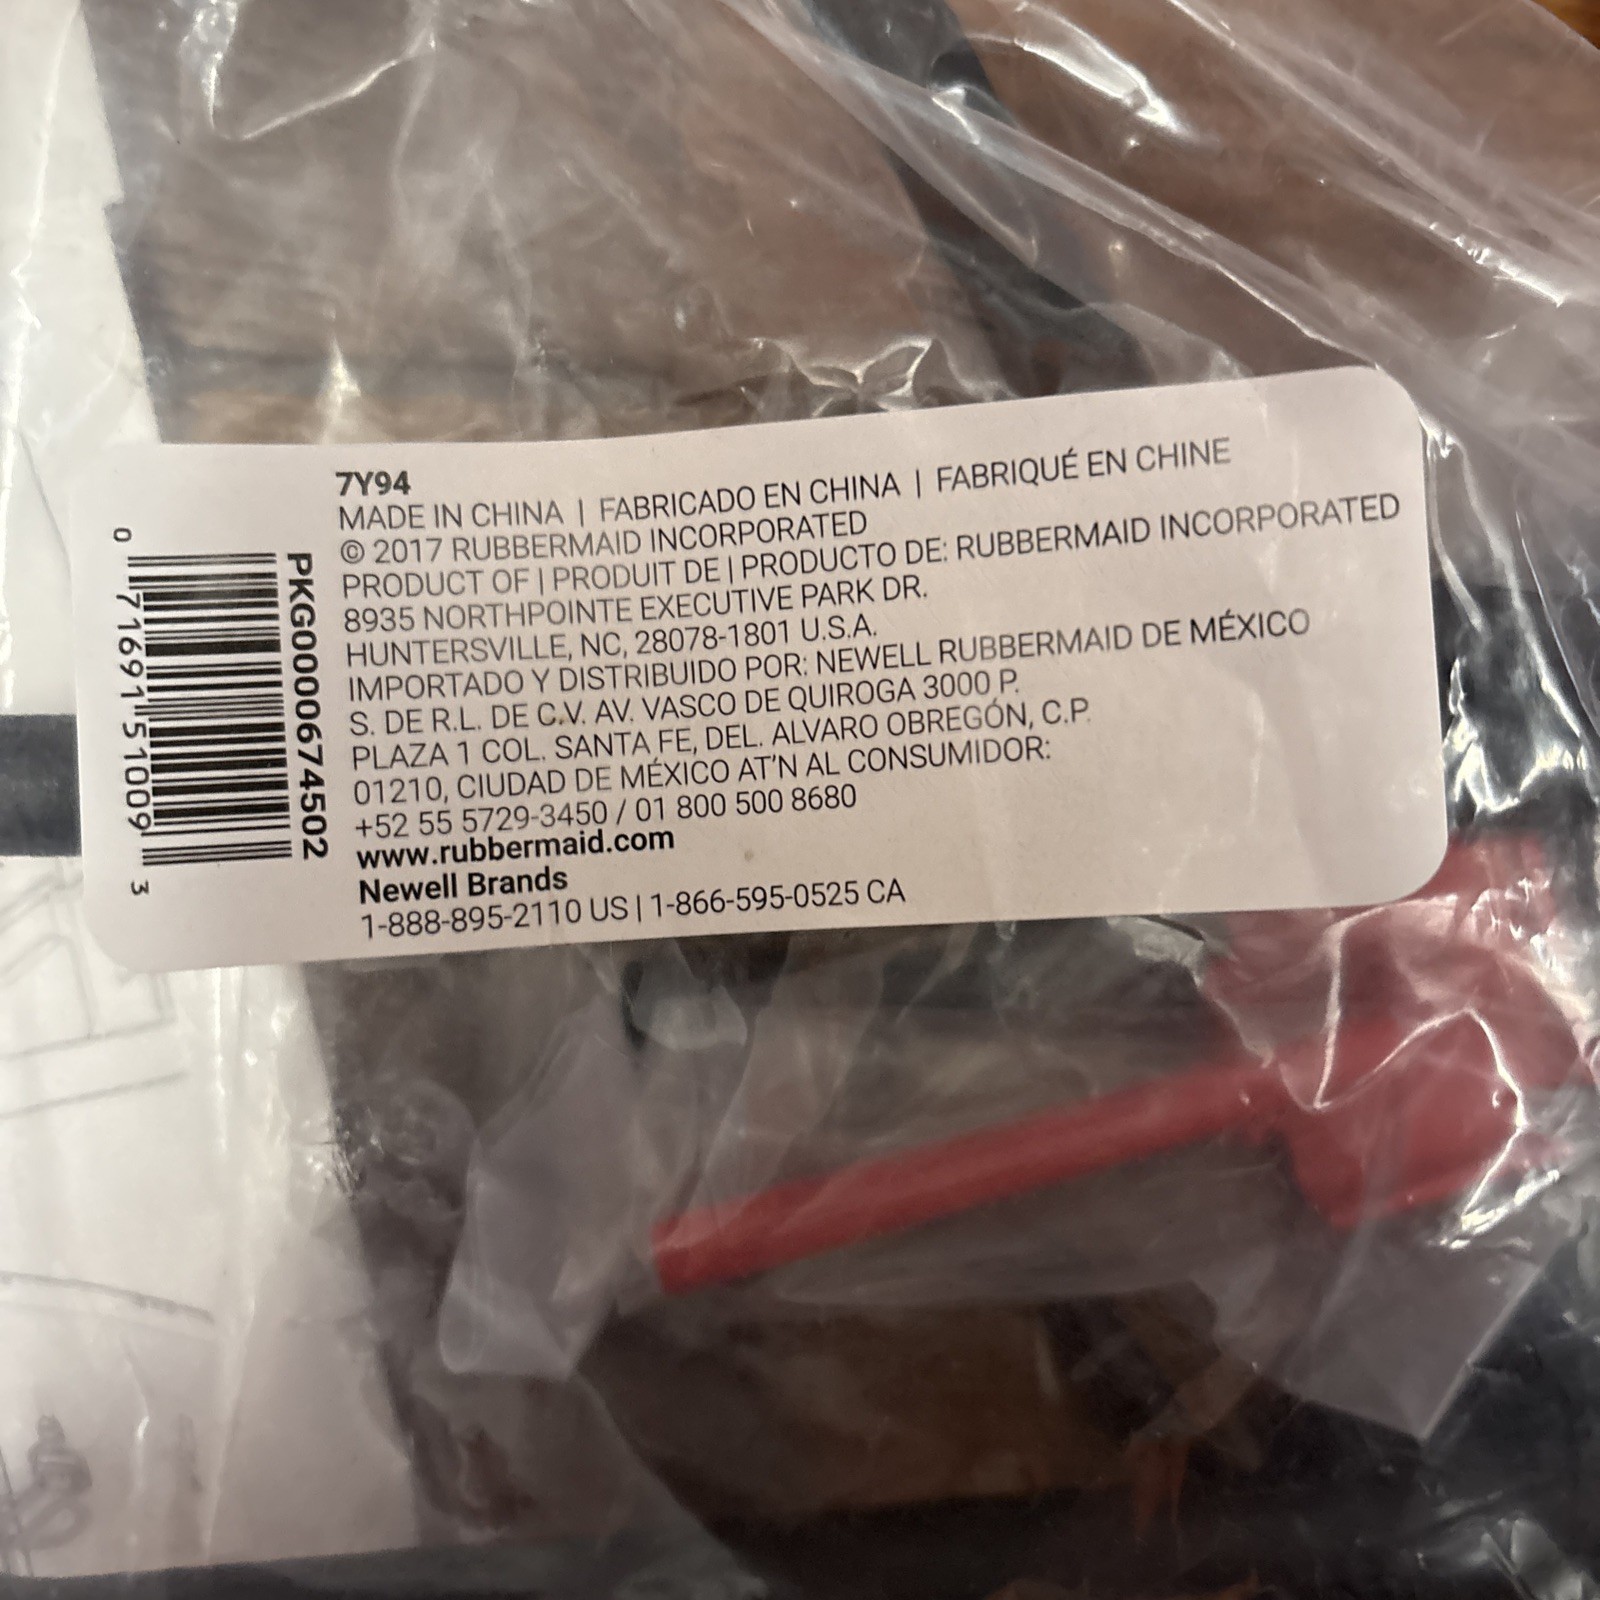 7Y94
MADE IN CHINA | FABRICADO EN CHINA | FABRIQUÉ EN CHINE
© 2017 RUBBERMAID INCORPORATED
PRODUCT OF | PRODUIT DE | PRODUCTO DE: RUBBERMAID INCORPORATED
8935 NORTHPOINTE EXECUTIVE PARK DR.
HUNTERSVILLE, NC, 28078-1801 U.S.A.
IMPORTADO Y DISTRIBUIDO POR: NEWELL RUBBERMAID DE MÉXICO
S. DE R.L. DE C.V. AV. VASCO DE QUIROGA 3000 P.
PLAZA 1 COL. SANTA FE, DEL. ALVARO OBREGÓN, C.P.
01210, CIUDAD DE MÉXICO AT'N AL CONSUMIDOR:
+52 55 5729-3450 / 01 800 500 8680
www.rubbermaid.com
Newell Brands
1-888-895-2110 US | 1-866-595-0525 CA
PKG0000674502
0 71691 51009 3